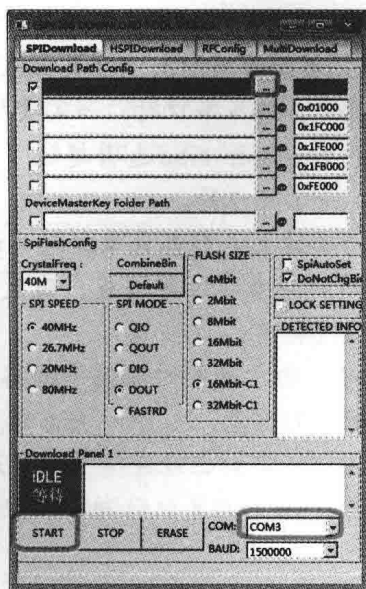 SPIDownload HSPIDownload RFConfig MultiDownload
Download Path Config
...
... @ 0x01000
... @ 0x1FC000
... @ 0x1FE000
... @ 0x1FB000
... @ 0xFE000
DeviceMasterKey Folder Path
... @
SpiFlashConfig
CrystalFreq :
40M
CombineBin
Default
SPI SPEED
40MHz
26.7MHz
20MHz
80MHz
SPI MODE
QIO
QOUT
DIO
DOUT
FASTRD
FLASH SIZE
4Mbit
2Mbit
8Mbit
16Mbit
32Mbit
16Mbit-C1
32Mbit-C1
SpiAutoSet
DoNotChgBin
LOCK SETTING
DETECTED INFO
Download Panel 1
IDLE
等待
START STOP ERASE
COM: COM3
BAUD: 1500000